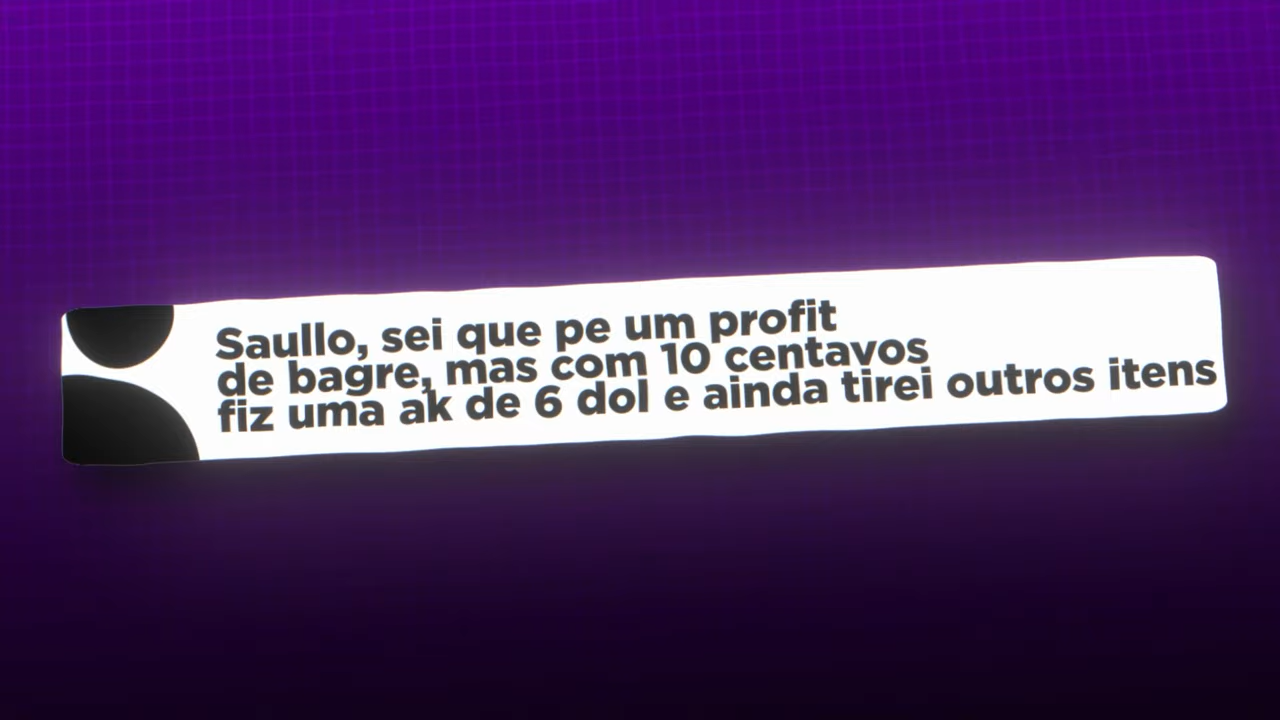 Saullo, sei que pe um profit
de bagre, mas com 10 centavos
fiz uma ak de 6 dol e ainda tirei outros itens